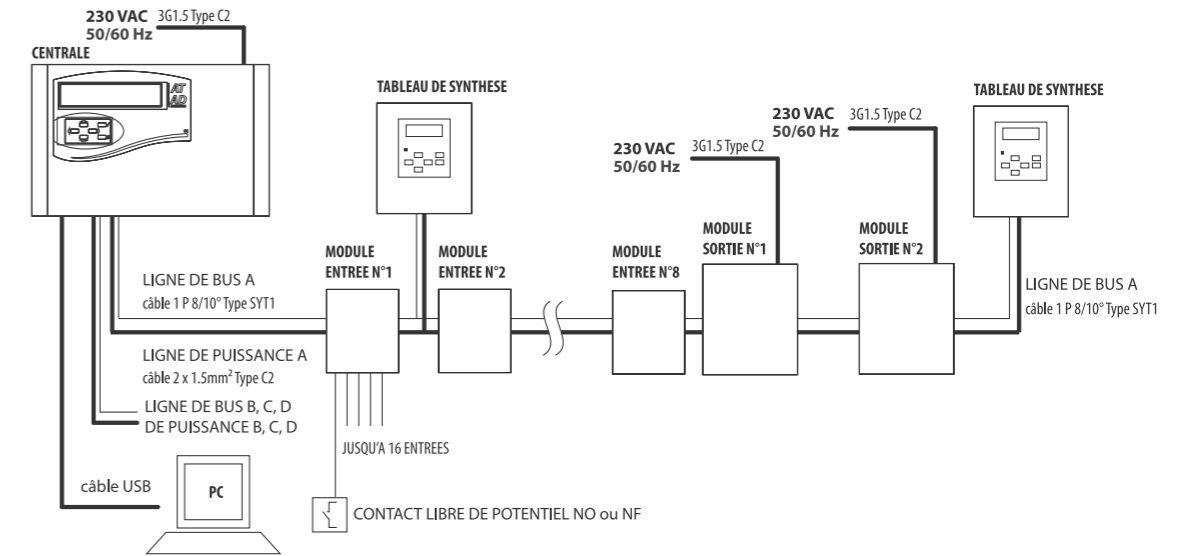 230 VAC 3G1.5 Type C2
50/60 Hz
CENTRALE
AT
AD
TABLEAU DE SYNTHESE
TABLEAU DE SYNTHESE
230 VAC 3G1.5 Type C2
50/60 Hz
230 VAC 3G1.5 Type C2
50/60 Hz
MODULE
ENTREE N°1
MODULE
ENTREE N°2
MODULE
ENTREE N°8
MODULE
SORTIE N°1
MODULE
SORTIE N°2
LIGNE DE BUS A
câble 1 P 8/10° Type SYT1
LIGNE DE BUS A
câble 1 P 8/10° Type SYT1
LIGNE DE PUISSANCE A
câble 2 x 1.5mm² Type C2
LIGNE DE BUS B, C, D
DE PUISSANCE B, C, D
JUSQU'A 16 ENTREES
câble USB
PC
CONTACT LIBRE DE POTENTIEL NO ou NF